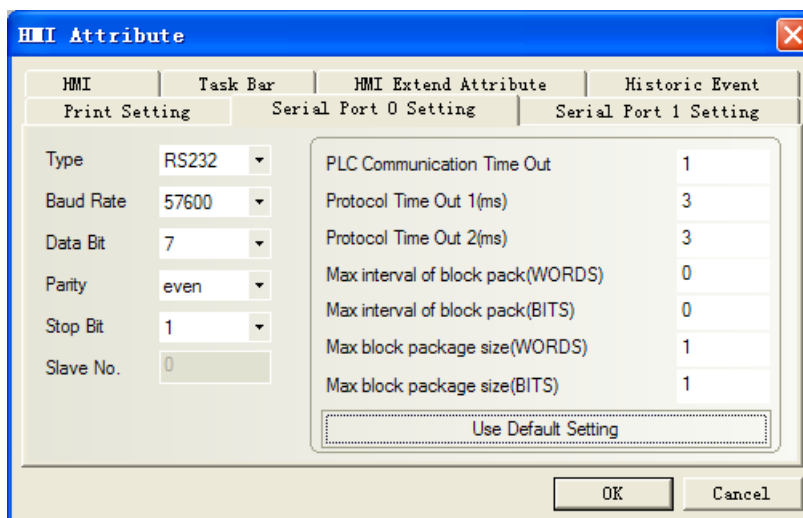 HMI Attribute
HMI Task Bar HMI Extend Attribute Historic Event
Print Setting Serial Port 0 Setting Serial Port 1 Setting
Type RS232
Baud Rate 57600
Data Bit 7
Parity even
Stop Bit 1
Slave No. 0
PLC Communication Time Out 1
Protocol Time Out 1(ms) 3
Protocol Time Out 2(ms) 3
Max interval of block pack(WORDS) 0
Max interval of block pack(BITS) 0
Max block package size(WORDS) 1
Max block package size(BITS) 1
Use Default Setting
OK Cancel